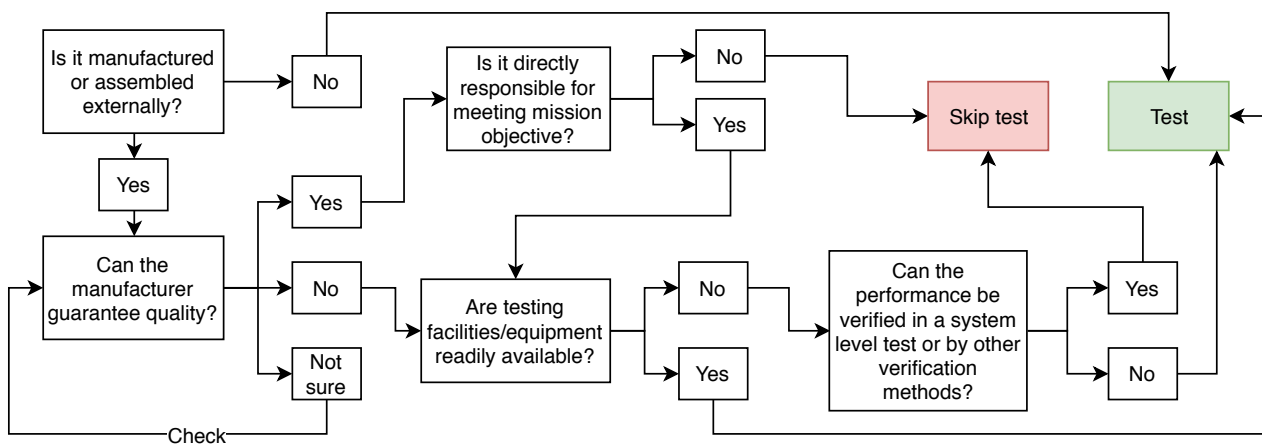 Is it manufactured
or assembled
externally?
No
Yes
Can the
manufacturer
guarantee quality?
Yes
No
Not
sure
Check
Is it directly
responsible for
meeting mission
objective?
No
Yes
Are testing
facilities/equipment
readily available?
No
Yes
Can the
performance be
verified in a system
level test or by other
verification
methods?
Yes
No
Skip test
Test